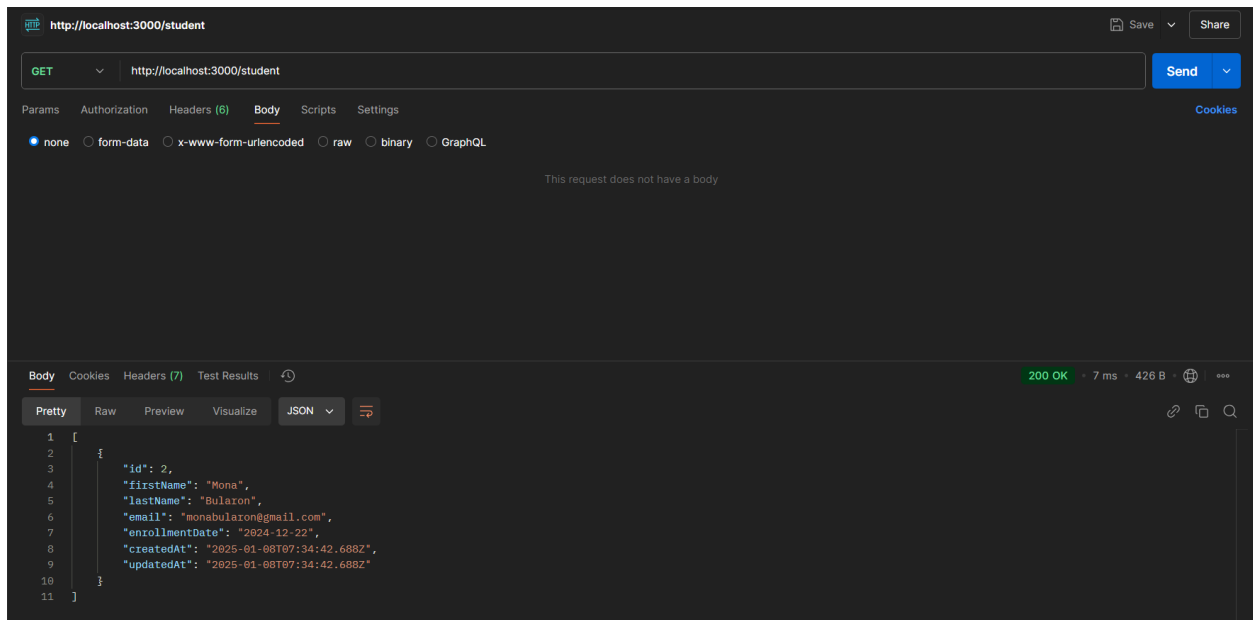 HTTP http://localhost:3000/student Save Share
GET http://localhost:3000/student Send
Params Authorization Headers (6) Body Scripts Settings Cookies
none form-data x-www-form-urlencoded raw binary GraphQL
This request does not have a body
Body Cookies Headers (7) Test Results 200 OK • 7 ms • 426 B
Pretty Raw Preview Visualize JSON
1 [
2 {
3 "id": 2,
4 "firstName": "Mona",
5 "lastName": "Bularon",
6 "email": "monabularon@gmail.com",
7 "enrollmentDate": "2024-12-22",
8 "createdAt": "2025-01-08T07:34:42.688Z",
9 "updatedAt": "2025-01-08T07:34:42.688Z"
10 }
11 ]